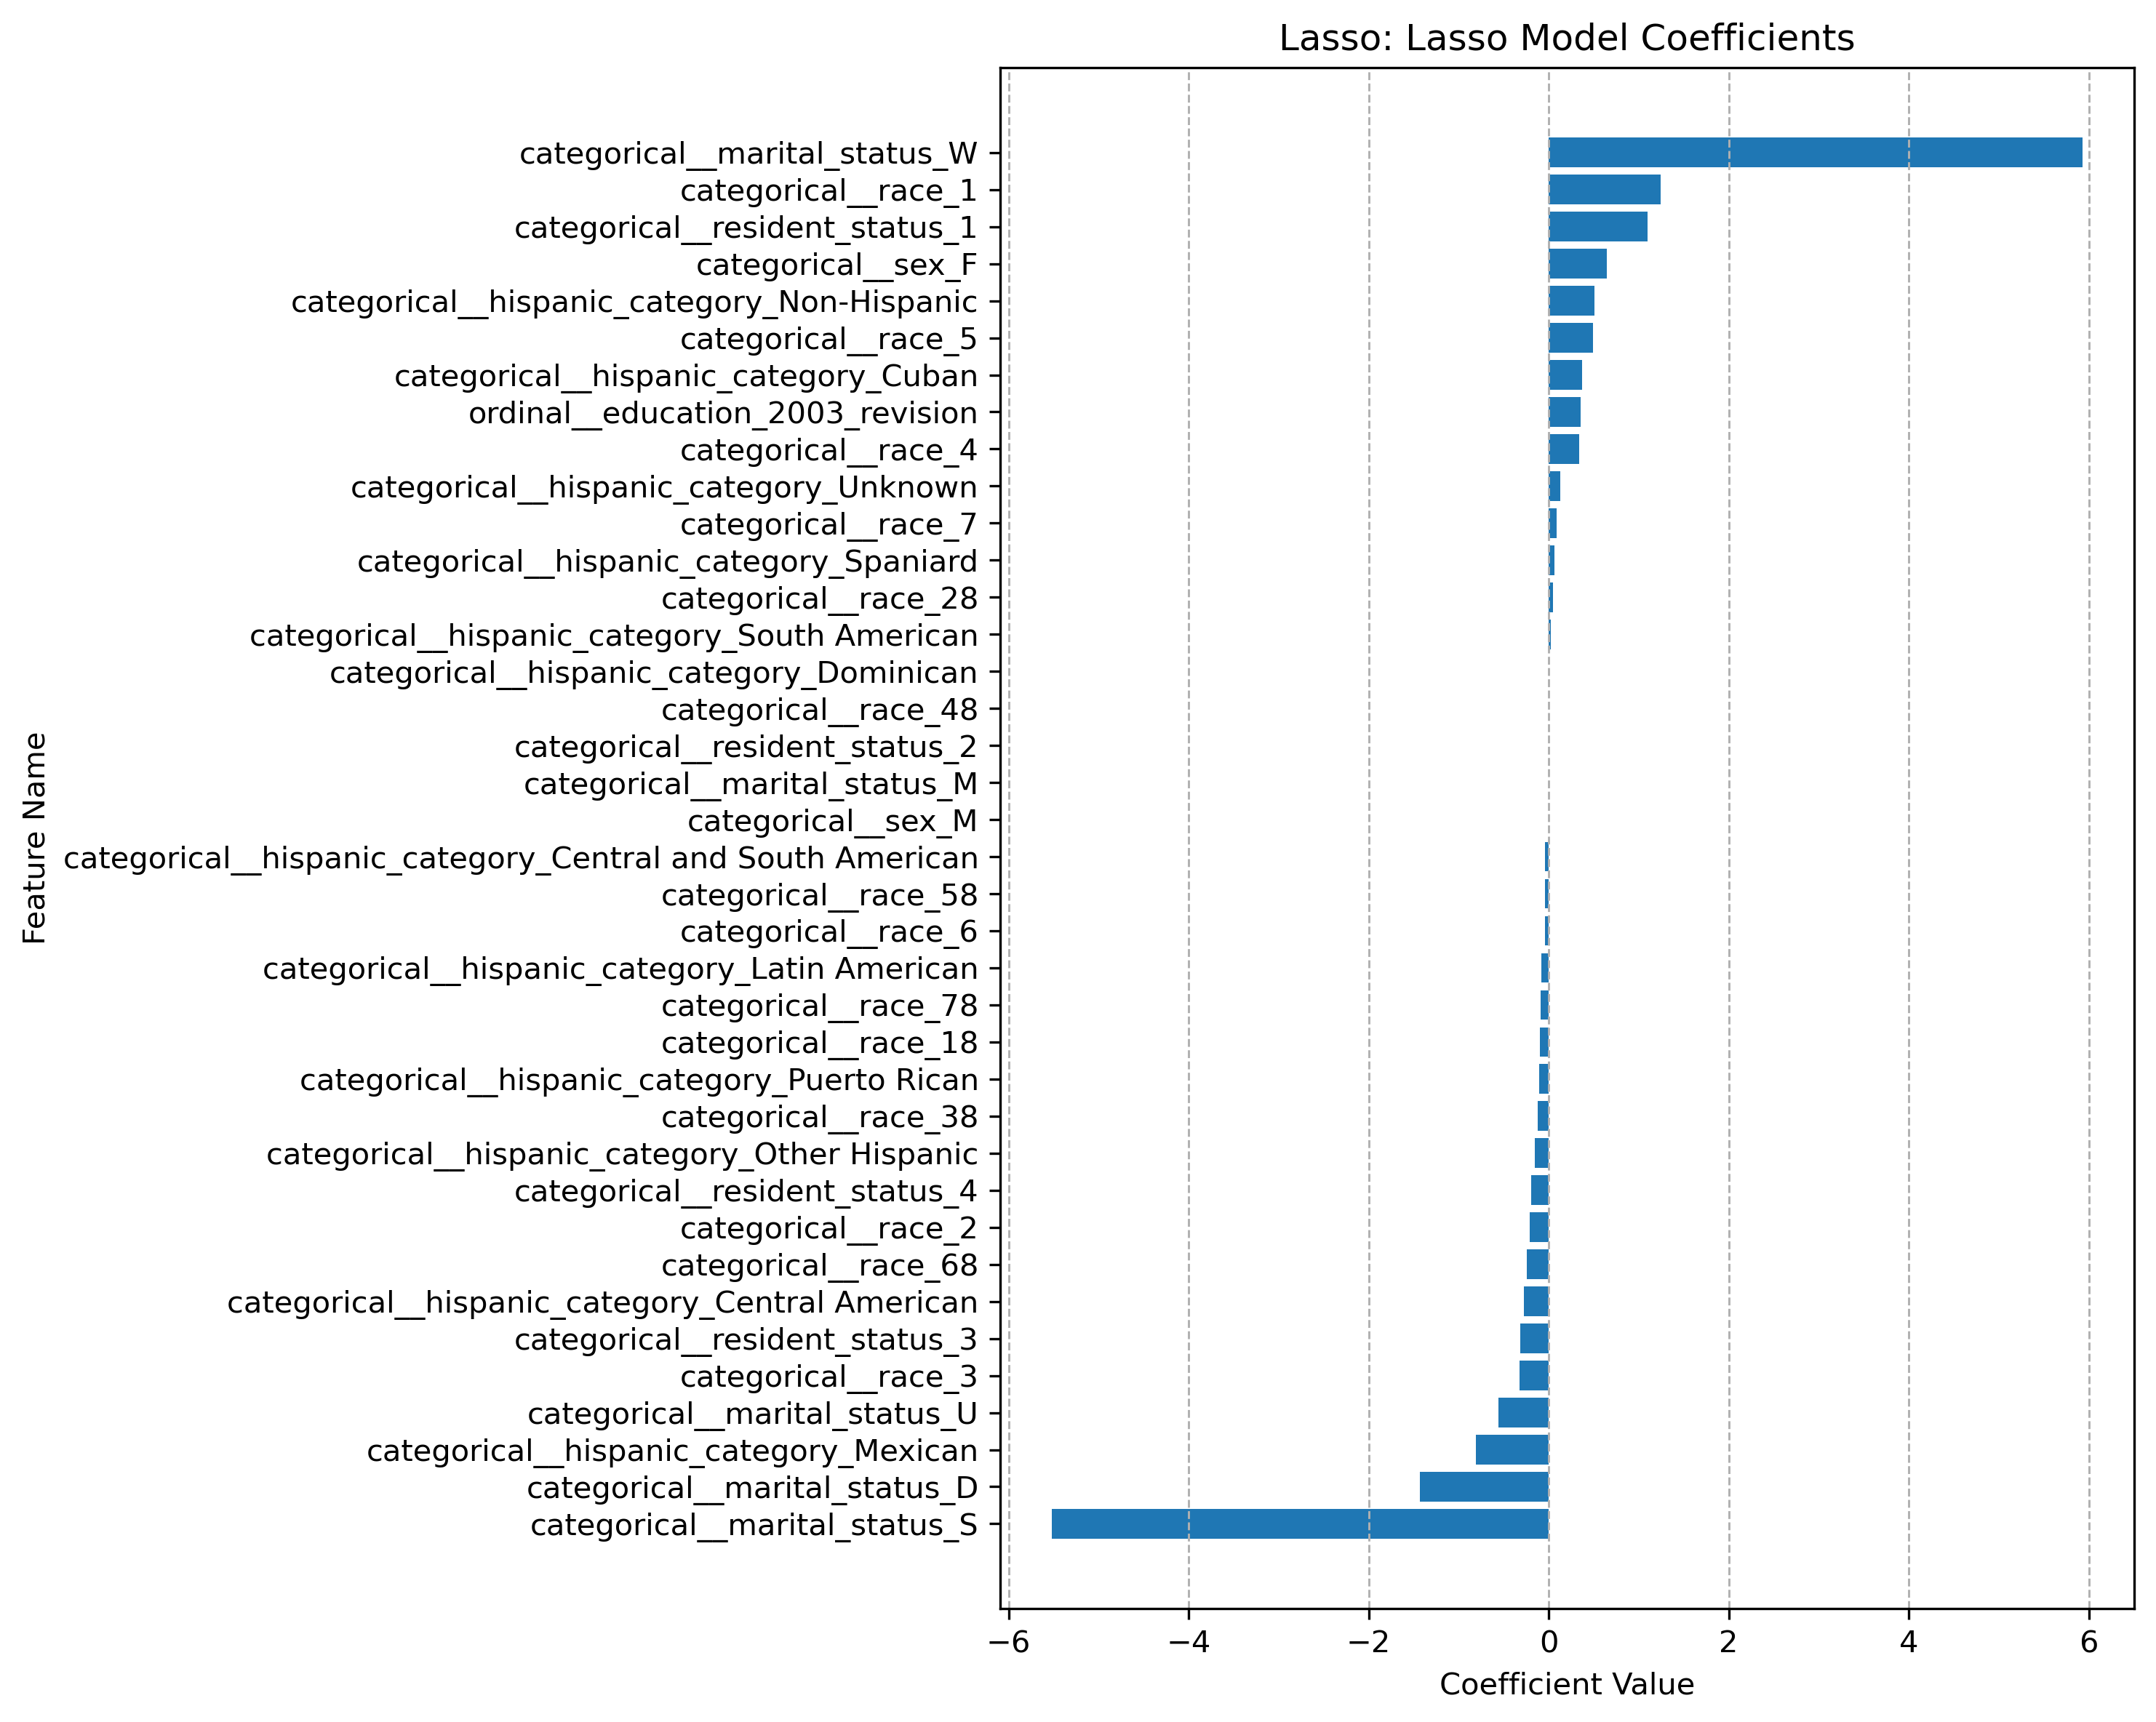 Lasso: Lasso Model Coefficients
Feature Name
categorical__marital_status_W
categorical__race_1
categorical__resident_status_1
categorical__sex_F
categorical__hispanic_category_Non-Hispanic
categorical__race_5
categorical__hispanic_category_Cuban
ordinal__education_2003_revision
categorical__race_4
categorical__hispanic_category_Unknown
categorical__race_7
categorical__hispanic_category_Spaniard
categorical__race_28
categorical__hispanic_category_South American
categorical__hispanic_category_Dominican
categorical__race_48
categorical__resident_status_2
categorical__marital_status_M
categorical__sex_M
categorical__hispanic_category_Central and South American
categorical__race_58
categorical__race_6
categorical__hispanic_category_Latin American
categorical__race_78
categorical__race_18
categorical__hispanic_category_Puerto Rican
categorical__race_38
categorical__hispanic_category_Other Hispanic
categorical__resident_status_4
categorical__race_2
categorical__race_68
categorical__hispanic_category_Central American
categorical__resident_status_3
categorical__race_3
categorical__marital_status_U
categorical__hispanic_category_Mexican
categorical__marital_status_D
categorical__marital_status_S
−6 −4 −2 0 2 4 6
Coefficient Value